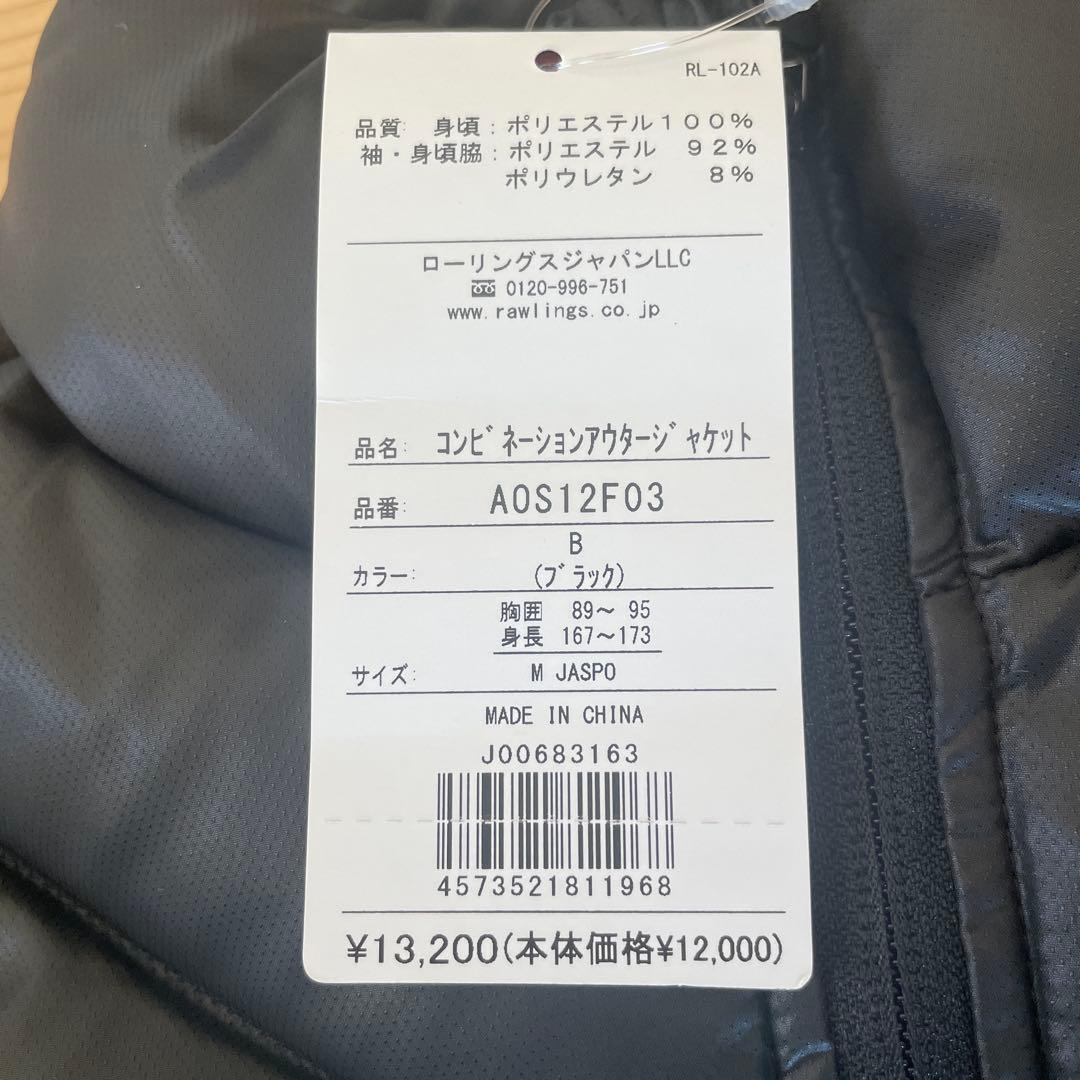 RL-102A
品質: 身頃:ポリエステル100%
袖・身頃脇:ポリエステル 92%
ポリウレタン 8%
ローリングスジャパンLLC
0120-996-751
www.rawlings.co.jp
品名: コンビネーションアウタージャケット
品番: AOS12F03
B
カラー: (ブラック)
胸囲 89～ 95
身長 167～173
サイズ: M JASPO
MADE IN CHINA
J00683163
4573521811968
¥13,200(本体価格¥12,000)